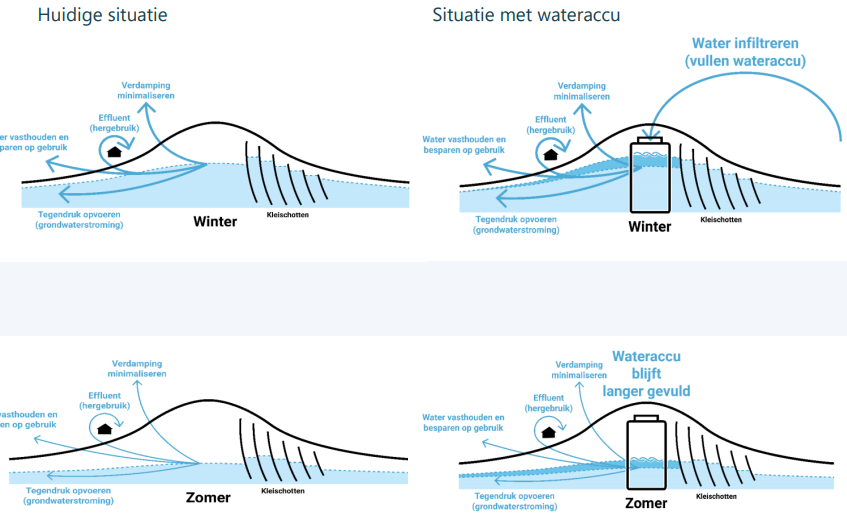 Huidige situatie
Situatie met wateraccu
Water infiltreren
(vullen wateraccu)
Verdamping
minimaliseren
Effluent
(hergebruik)
vasthouden en
op gebruik
Tegendruk opvoeren
(grondwaterstroming)
Winter
Kleischotten
Verdamping
minimaliseren
Effluent
(hergebruik)
Water vasthouden en
besparen op gebruik
Tegendruk opvoeren
(grondwaterstroming)
Winter
Kleischotten
Verdamping
minimaliseren
Effluent
(hergebruik)
vasthouden en
op gebruik
Tegendruk opvoeren
(grondwaterstroming)
Zomer
Kleischotten
Wateraccu
blijft
langer gevuld
Verdamping
minimaliseren
Effluent
(hergebruik)
Water vasthouden en
besparen op gebruik
Tegendruk opvoeren
(grondwaterstroming)
Zomer
Kleischotten